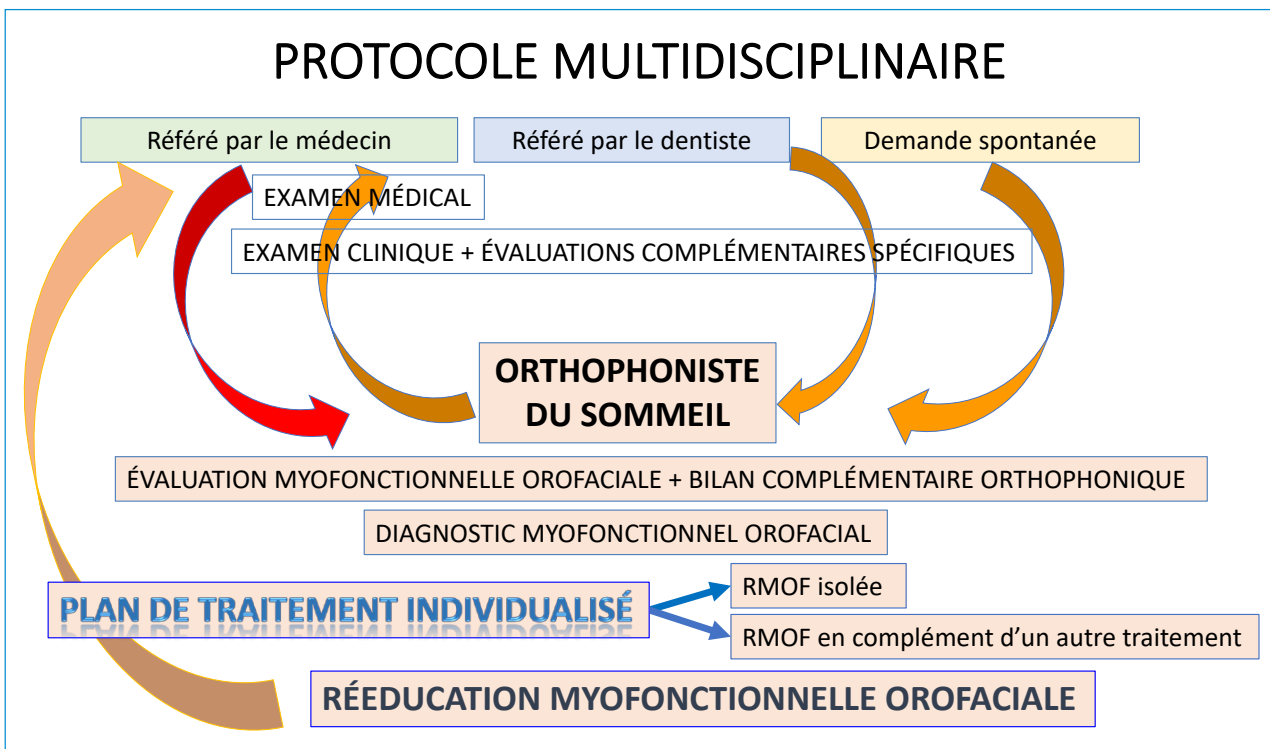 PROTOCOLE MULTIDISCIPLINAIRE
Référé par le médecin
Référé par le dentiste
Demande spontanée
EXAMEN MÉDICAL
EXAMEN CLINIQUE + ÉVALUATIONS COMPLÉMENTAIRES SPÉCIFIQUES
ORTHOPHONISTE
DU SOMMEIL
ÉVALUATION MYOFONCTIONNELLE OROFACIALE + BILAN COMPLÉMENTAIRE ORTHOPHONIQUE
DIAGNOSTIC MYOFONCTIONNEL OROFACIAL
PLAN DE TRAITEMENT INDIVIDUALISÉ
RMOF isolée
RMOF en complément d’un autre traitement
RÉEDUCATION MYOFONCTIONNELLE OROFACIALE